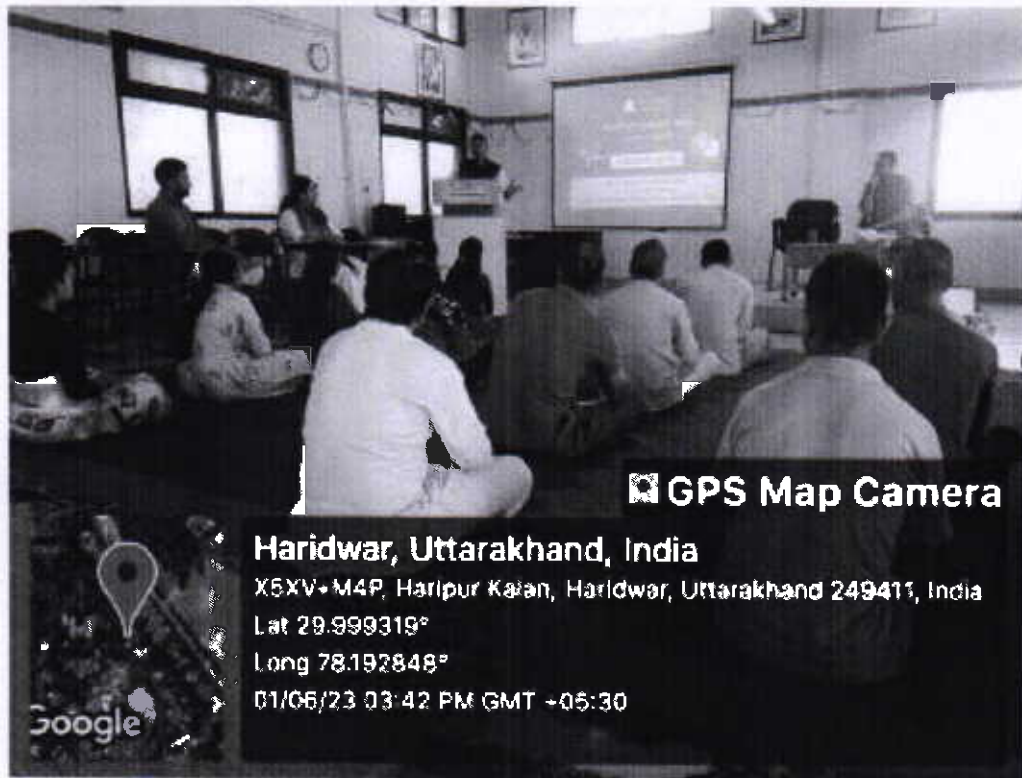 GPS Map Camera
Haridwar, Uttarakhand, India
X5XV+M4P, Haripur Kalan, Haridwar, Uttarakhand 249411, India
Lat 29.999319°
Long 78.192848°
01/06/23 03:42 PM GMT +05:30
Google